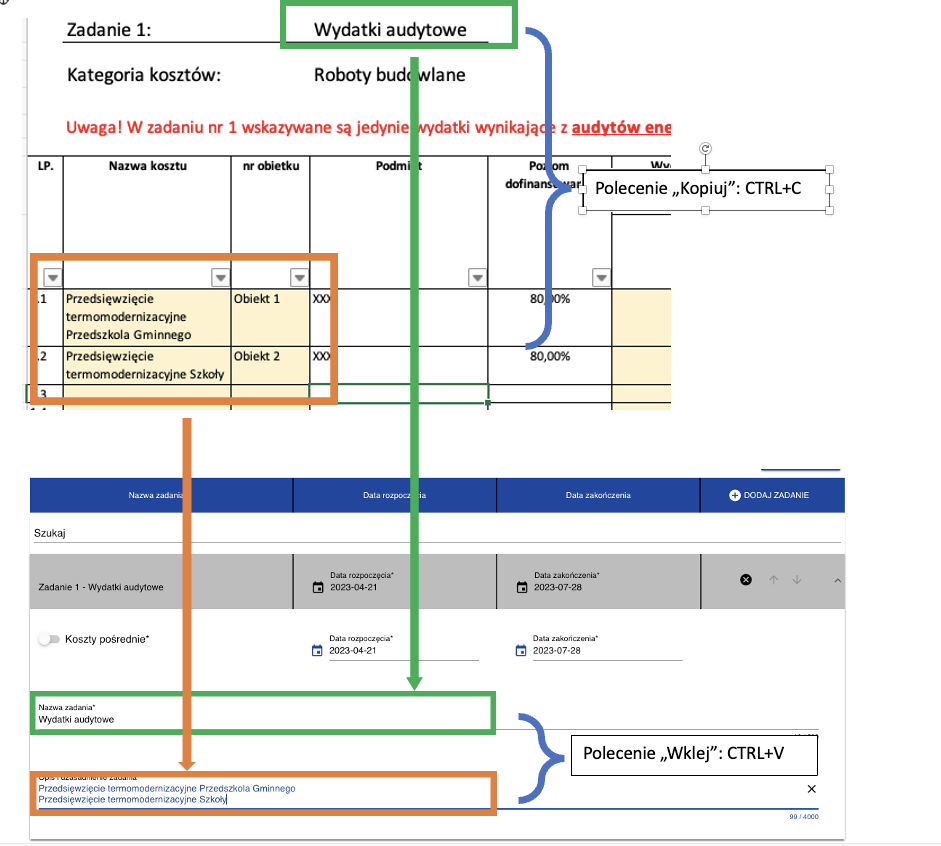 Zadanie 1:
Wydatki audytowe
Kategoria kosztów:
Roboty budowlane
Uwaga! W zadaniu nr 1 wskazywane są jedynie wydatki wynikające z audytów ene
LP.
Nazwa kosztu
nr obietku
Podmiot
Poziom
dofinansowan
Polecenie „Kopiuj”: CTRL+C
.1
Przedsięwzięcie
termomodernizacyjne
Przedszkola Gminnego
Obiekt 1
XXX
80,00%
.2
Przedsięwzięcie
termomodernizacyjne Szkoły
Obiekt 2
XXX
80,00%
3
Nazwa zadania
Data rozpoczęcia
Data zakończenia
DODAJ ZADANIE
Szukaj
Zadanie 1 - Wydatki audytowe
Data rozpoczęcia*
2023-04-21
Data zakończenia*
2023-07-28
Koszty pośrednie*
Data rozpoczęcia*
2023-04-21
Data zakończenia*
2023-07-28
Nazwa zadania*
Wydatki audytowe
Polecenie „Wklej”: CTRL+V
Opis i uzasadnienie zadania
Przedsięwzięcie termomodernizacyjne Przedszkola Gminnego
Przedsięwzięcie termomodernizacyjne Szkoły
99 / 4000